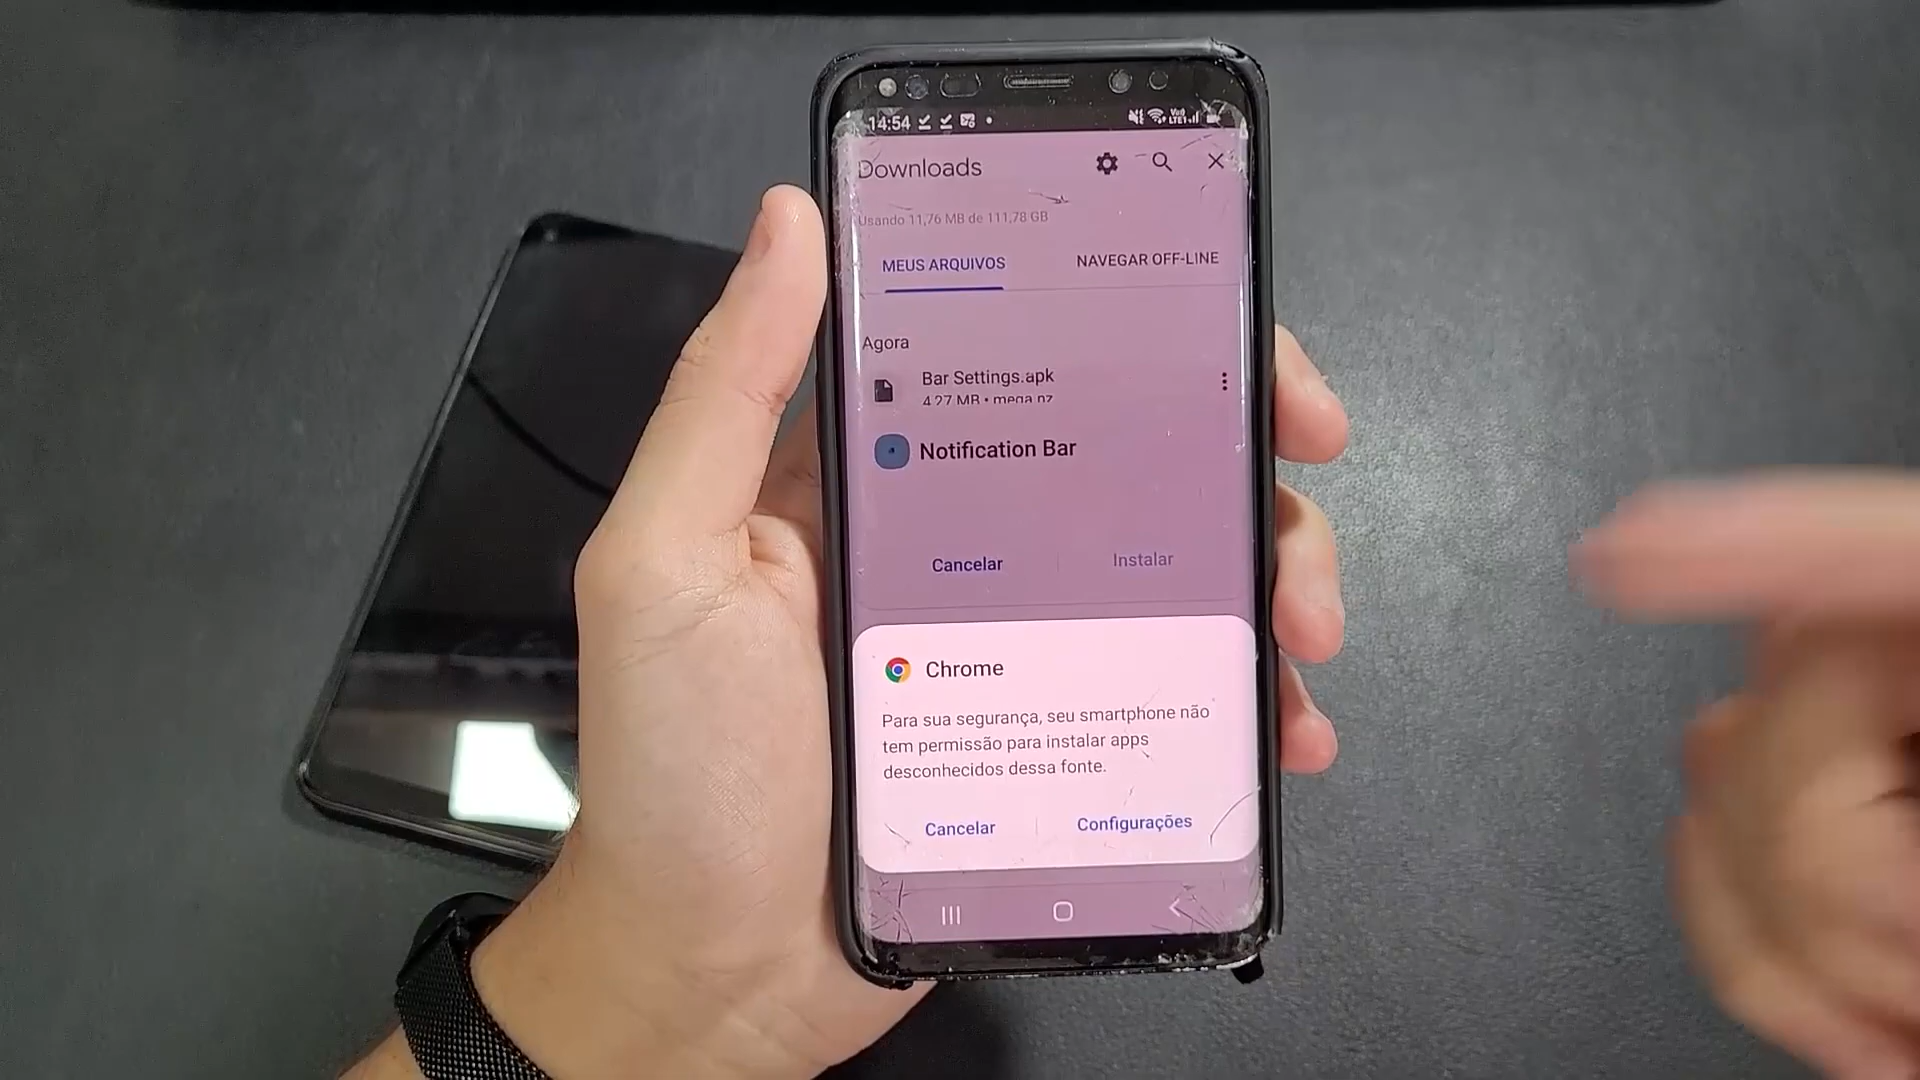 14:54
Downloads
Usando 11,76 MB de 111,78 GB
MEUS ARQUIVOS
NAVEGAR OFF-LINE
Agora
Bar Settings.apk
4.27 MB • mega.nz
Notification Bar
Cancelar
Instalar
Chrome
Para sua segurança, seu smartphone não
tem permissão para instalar apps
desconhecidos dessa fonte.
Cancelar
Configurações